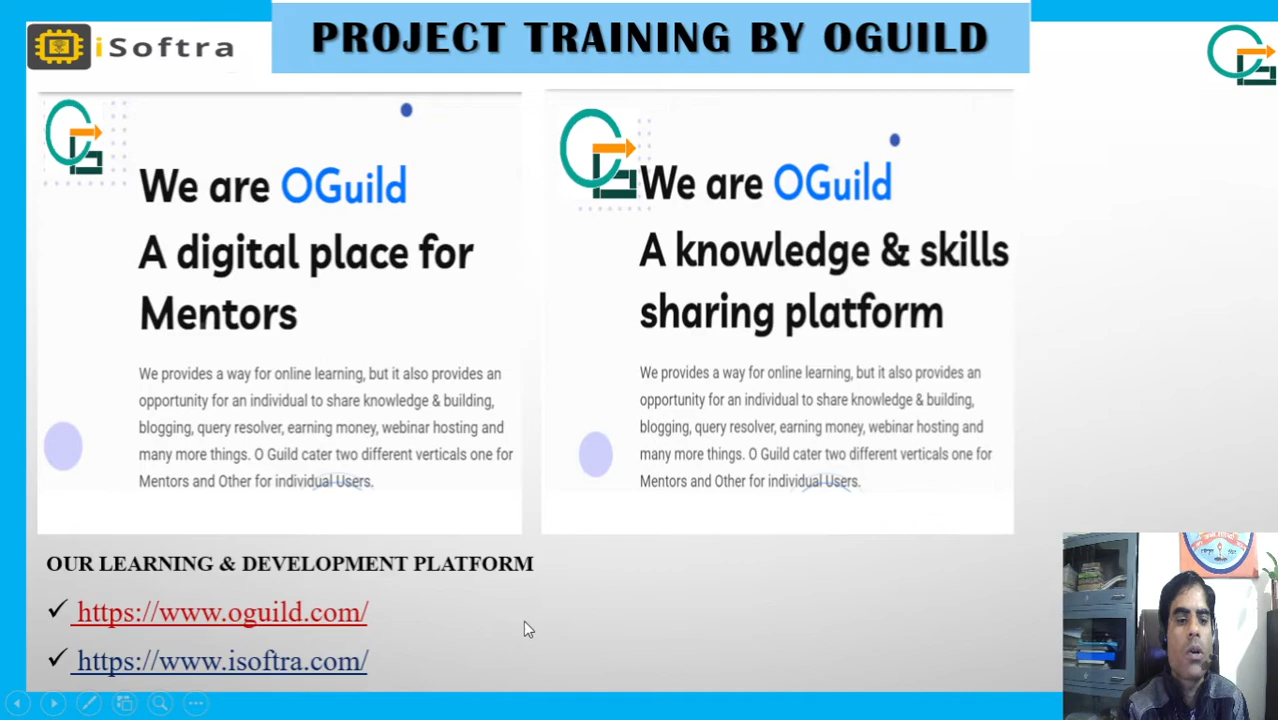 iSoftra
PROJECT TRAINING BY OGUILD
We are OGuild
A digital place for
Mentors
We provides a way for online learning, but it also provides an
opportunity for an individual to share knowledge & building,
blogging, query resolver, earning money, webinar hosting and
many more things. O Guild cater two different verticals one for
Mentors and Other for individual Users.
We are OGuild
A knowledge & skills
sharing platform
We provides a way for online learning, but it also provides an
opportunity for an individual to share knowledge & building,
blogging, query resolver, earning money, webinar hosting and
many more things. O Guild cater two different verticals one for
Mentors and Other for individual Users.
OUR LEARNING & DEVELOPMENT PLATFORM
✓ https://www.oguild.com/
✓ https://www.isoftra.com/